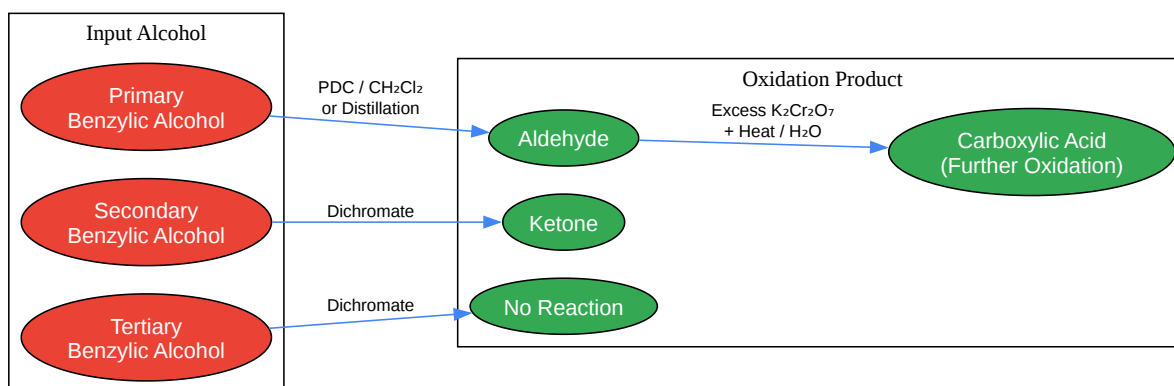 Input Alcohol
Primary
Benzylic Alcohol
PDC / CH₂Cl₂
or Distillation
Oxidation Product
Aldehyde
Excess K₂Cr₂O₇
+ Heat / H₂O
Carboxylic Acid
(Further Oxidation)
Secondary
Benzylic Alcohol
Dichromate
Ketone
Tertiary
Benzylic Alcohol
Dichromate
No Reaction